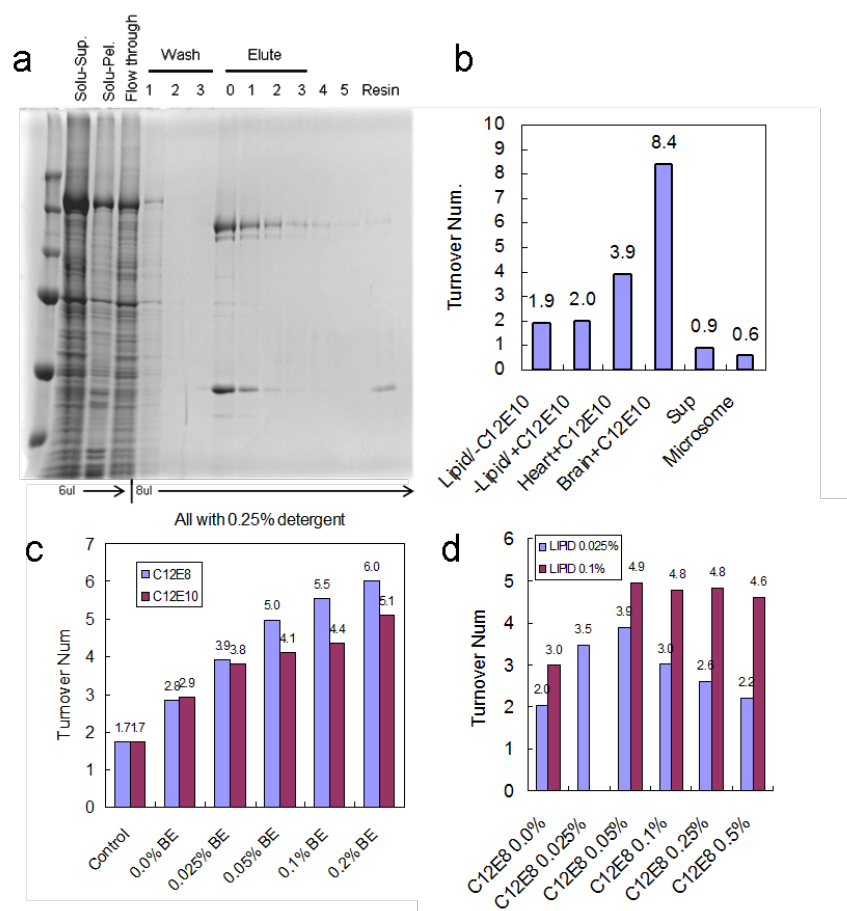 a
Solu-Sup.
Solu-Pel.
Flow through
Wash
Elute
1 2 3 0 1 2 3 4 5 Resin
6ul 8ul
b
Turnover Num.
10
9
8
7
6
5
4
3
2
1
0
1.9 2.0 3.9 8.4 0.9 0.6
Lipid/-C12E10
-Lipid/+C12E10
Heart+C12E10
Brain+C12E10
Sup
Microsome
All with 0.25% detergent
c
Turnover Num
7
6
5
4
3
2
1
0
C12E8
C12E10
1.7 1.7 2.8 2.9 3.9 3.8 5.0 4.1 5.5 4.4 6.0 5.1
Control
0.0% BE
0.025% BE
0.05% BE
0.1% BE
0.2% BE
d
Turnover Num
6
5
4
3
2
1
0
LIPID 0.025%
LIPID 0.1%
2.0 3.0 3.5 3.9 4.9 3.0 4.8 2.6 4.8 2.2 4.6
C12E8 0.0%
C12E8 0.025%
C12E8 0.05%
C12E8 0.1%
C12E8 0.25%
C12E8 0.5%